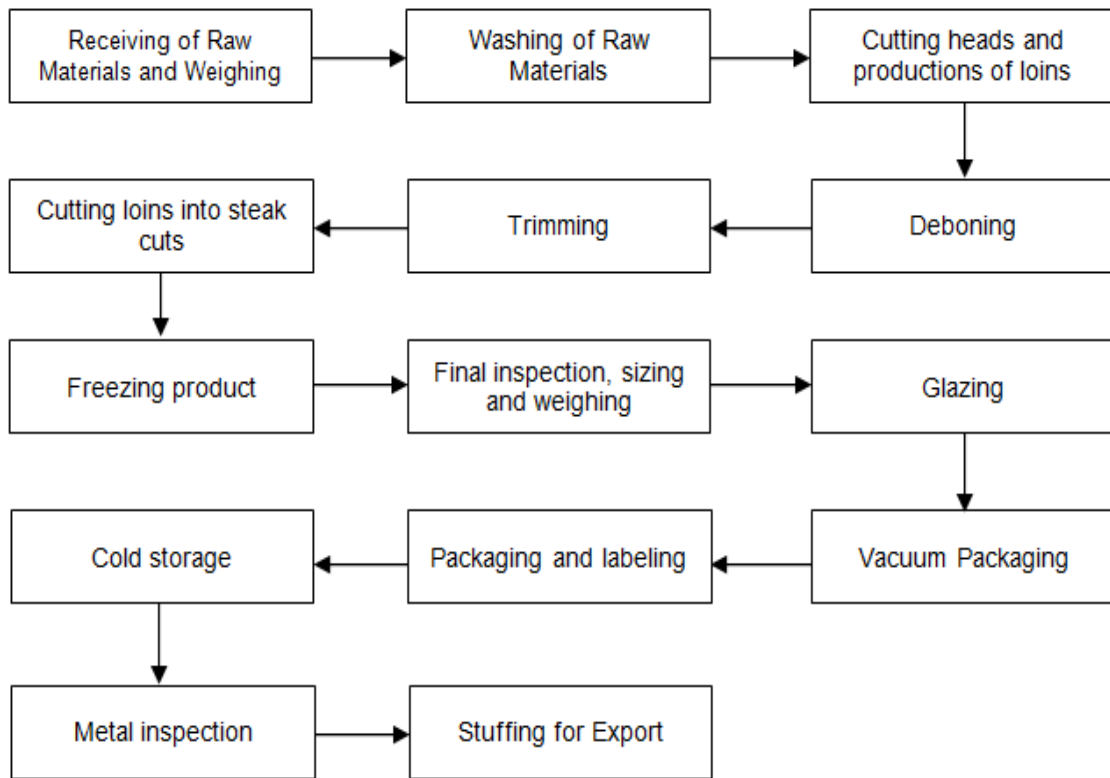 Receiving of Raw
Materials and Weighing
Washing of Raw
Materials
Cutting heads and
productions of loins
Deboning
Trimming
Cutting loins into steak
cuts
Freezing product
Final inspection, sizing
and weighing
Glazing
Vacuum Packaging
Packaging and labeling
Cold storage
Metal inspection
Stuffing for Export